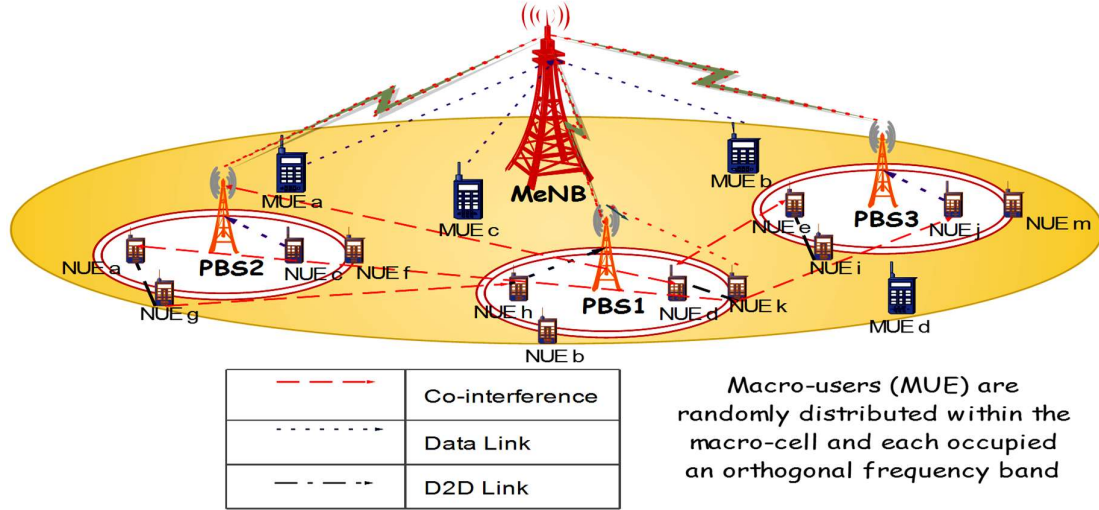 MeNB
MUE a
MUE c
MUE b
PBS3
NUE e
NUE j
NUE m
NUE i
NUE a
PBS2
NUE c
NUE f
NUE g
NUE h
PBS1
NUE d
NUE k
NUE b
MUE d
Co-interference
Data Link
D2D Link
Macro-users (MUE) are
randomly distributed within the
macro-cell and each occupied
an orthogonal frequency band